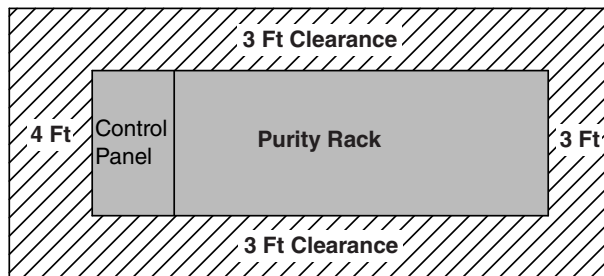 3 Ft Clearance
4 Ft
Control
Panel
Purity Rack
3 Ft
3 Ft Clearance